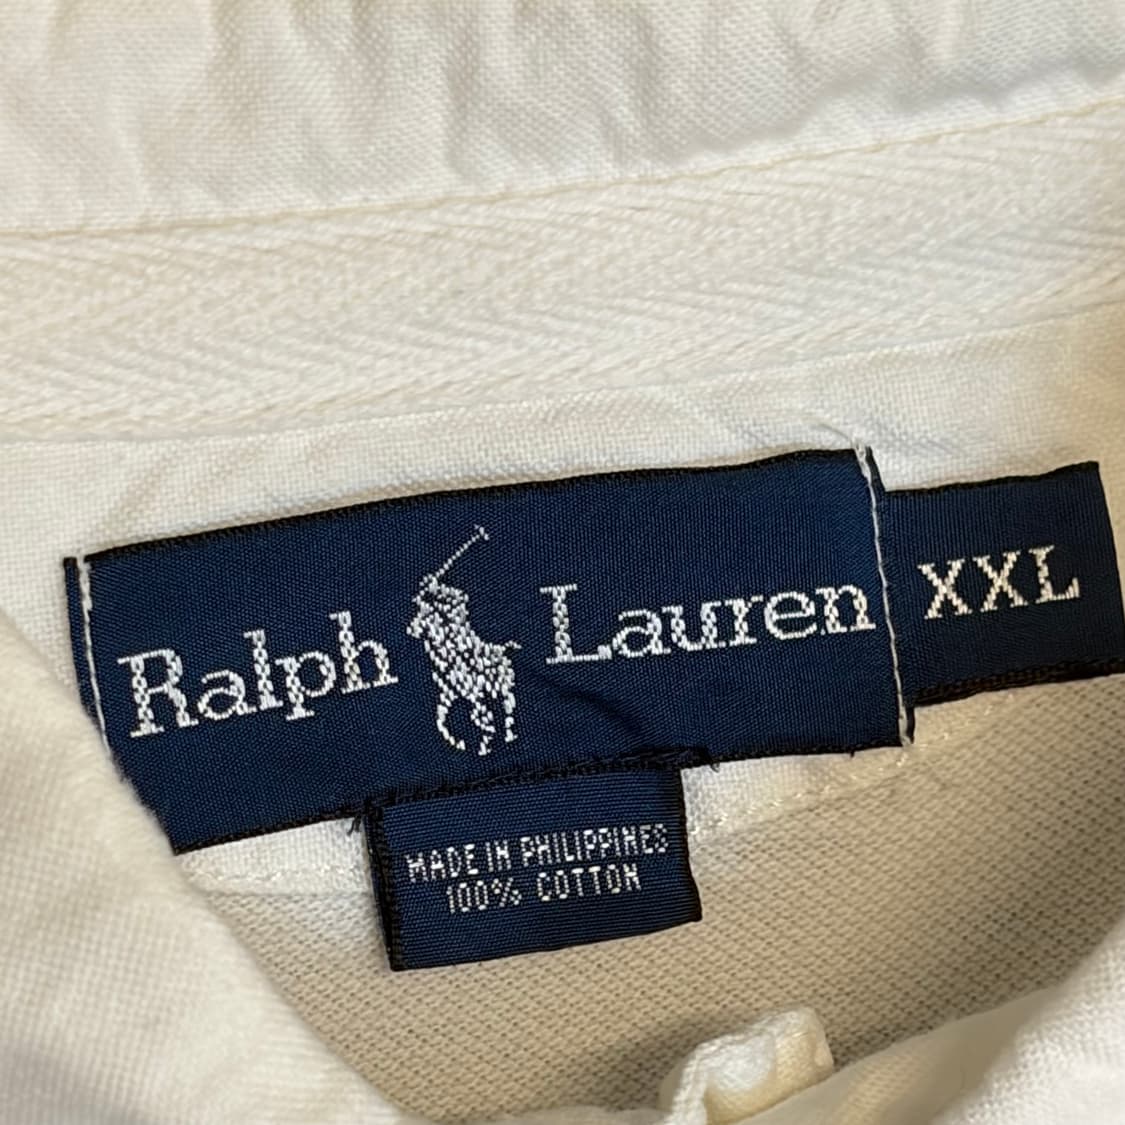 Ralph Lauren
XXL
MADE IN PHILIPPINES
100% COTTON